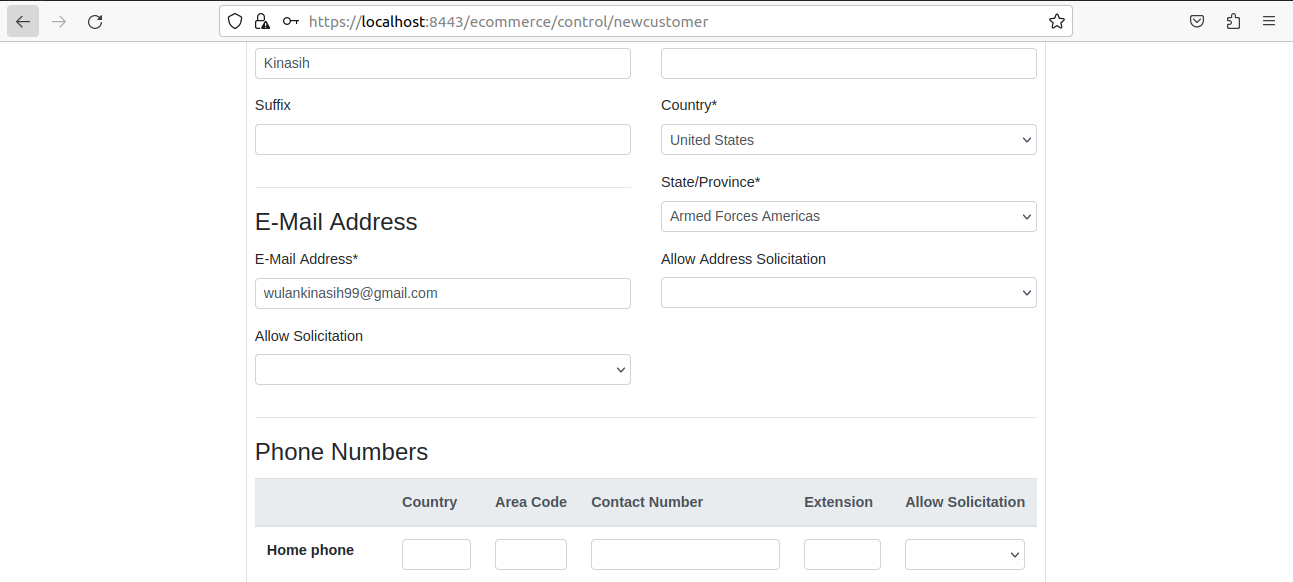 https://localhost:8443/ecommerce/control/newcustomer
Kinasih
Suffix
Country*
United States
State/Province*
Armed Forces Americas
E-Mail Address
E-Mail Address*
Allow Address Solicitation
wulankinasih99@gmail.com
Allow Solicitation
Phone Numbers
Country Area Code Contact Number Extension Allow Solicitation
Home phone